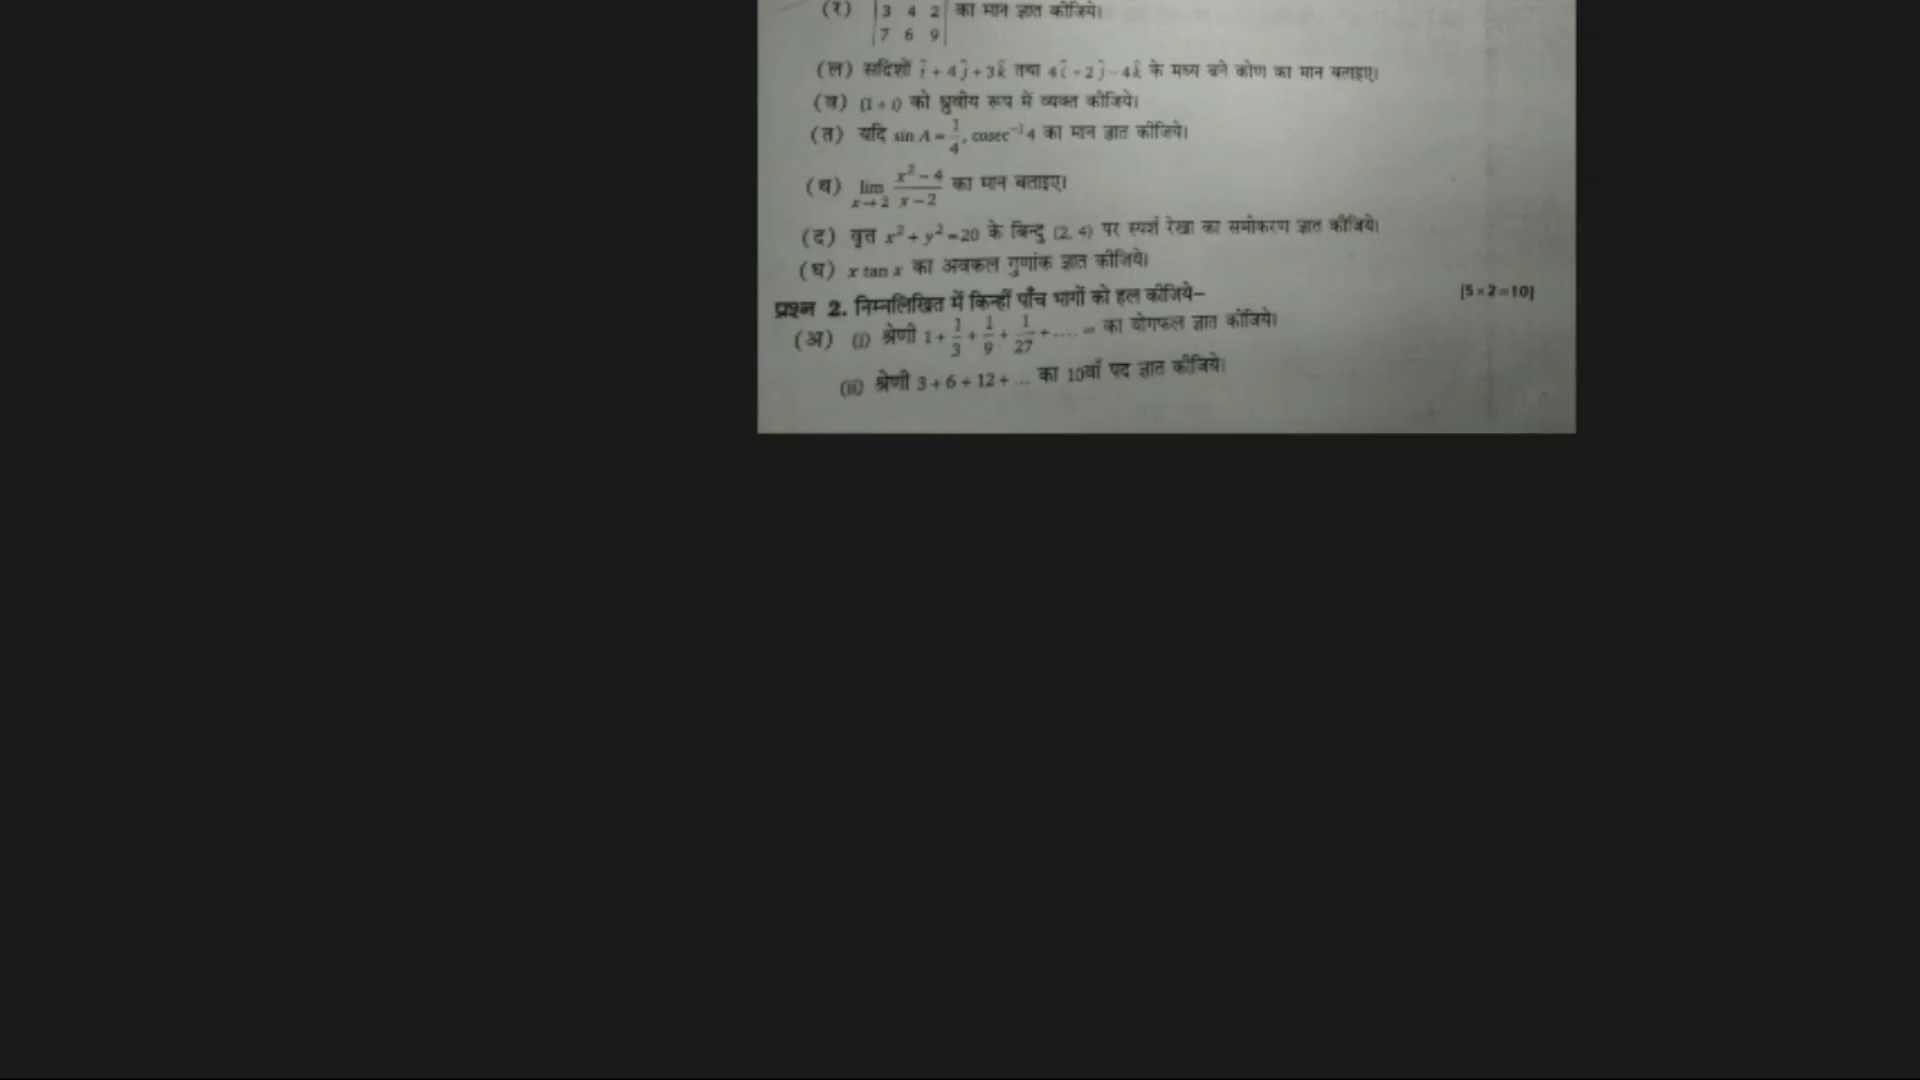 (र) |3 4 2| का मान ज्ञात कीजिये।
|7 6 9|
(ल) सदिशों î + 4ĵ + 3k̂ तथा 4î + 2ĵ − 4k̂ के मध्य बने कोण का मान बताइए।
(व) (1 + i) को ध्रुवीय रूप में व्यक्त कीजिये।
(त) यदि sin A = 1/4, cosec⁻¹ 4 का मान ज्ञात कीजिये।
(थ) lim x→2 (x² − 4)/(x − 2) का मान बताइए।
(द) वृत्त x² + y² = 20 के बिन्दु (2, 4) पर स्पर्श रेखा का समीकरण ज्ञात कीजिये।
(घ) x tan x का अवकल गुणांक ज्ञात कीजिये।
प्रश्न 2. निम्नलिखित में किन्हीं पाँच भागों को हल कीजिये– [5×2=10]
(अ) (i) श्रेणी 1 + 1/3 + 1/9 + 1/27 + .... ∞ का योगफल ज्ञात कीजिये।
(ii) श्रेणी 3 + 6 + 12 + ... का 10वाँ पद ज्ञात कीजिये।